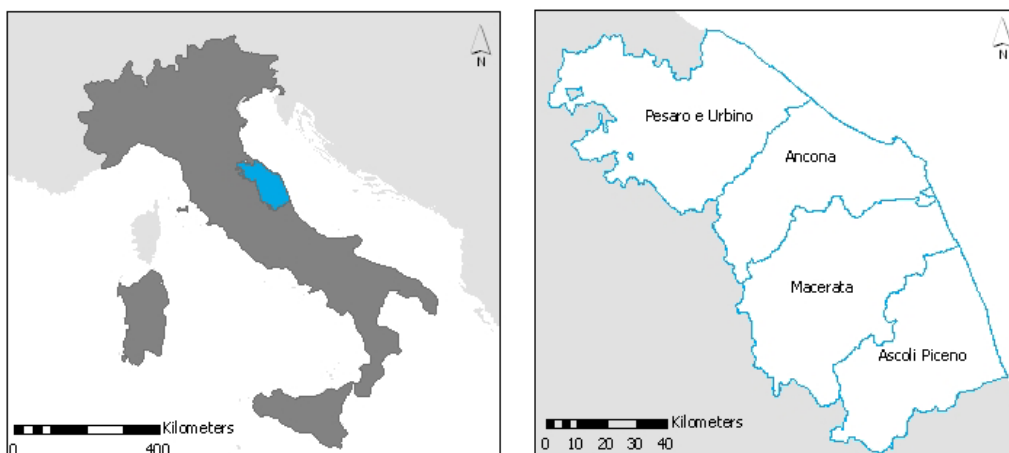 N
Kilometers
0 400
N
Pesaro e Urbino
Ancona
Macerata
Ascoli Piceno
Kilometers
0 10 20 30 40